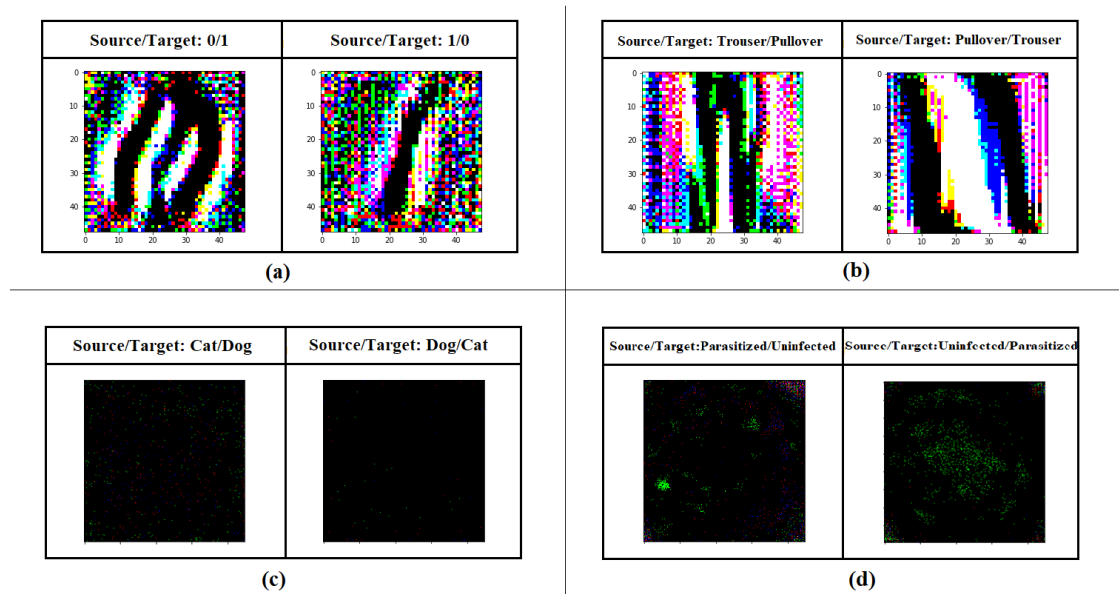 Source/Target: 0/1
Source/Target: 1/0
0
10
20
30
40
0 10 20 30 40
0
10
20
30
40
0 10 20 30 40
(a)
Source/Target: Trouser/Pullover
Source/Target: Pullover/Trouser
0
10
20
30
40
0 10 20 30 40
0
10
20
30
40
0 10 20 30 40
(b)
Source/Target: Cat/Dog
Source/Target: Dog/Cat
(c)
Source/Target:Parasitized/Uninfected
Source/Target:Uninfected/Parasitized
(d)